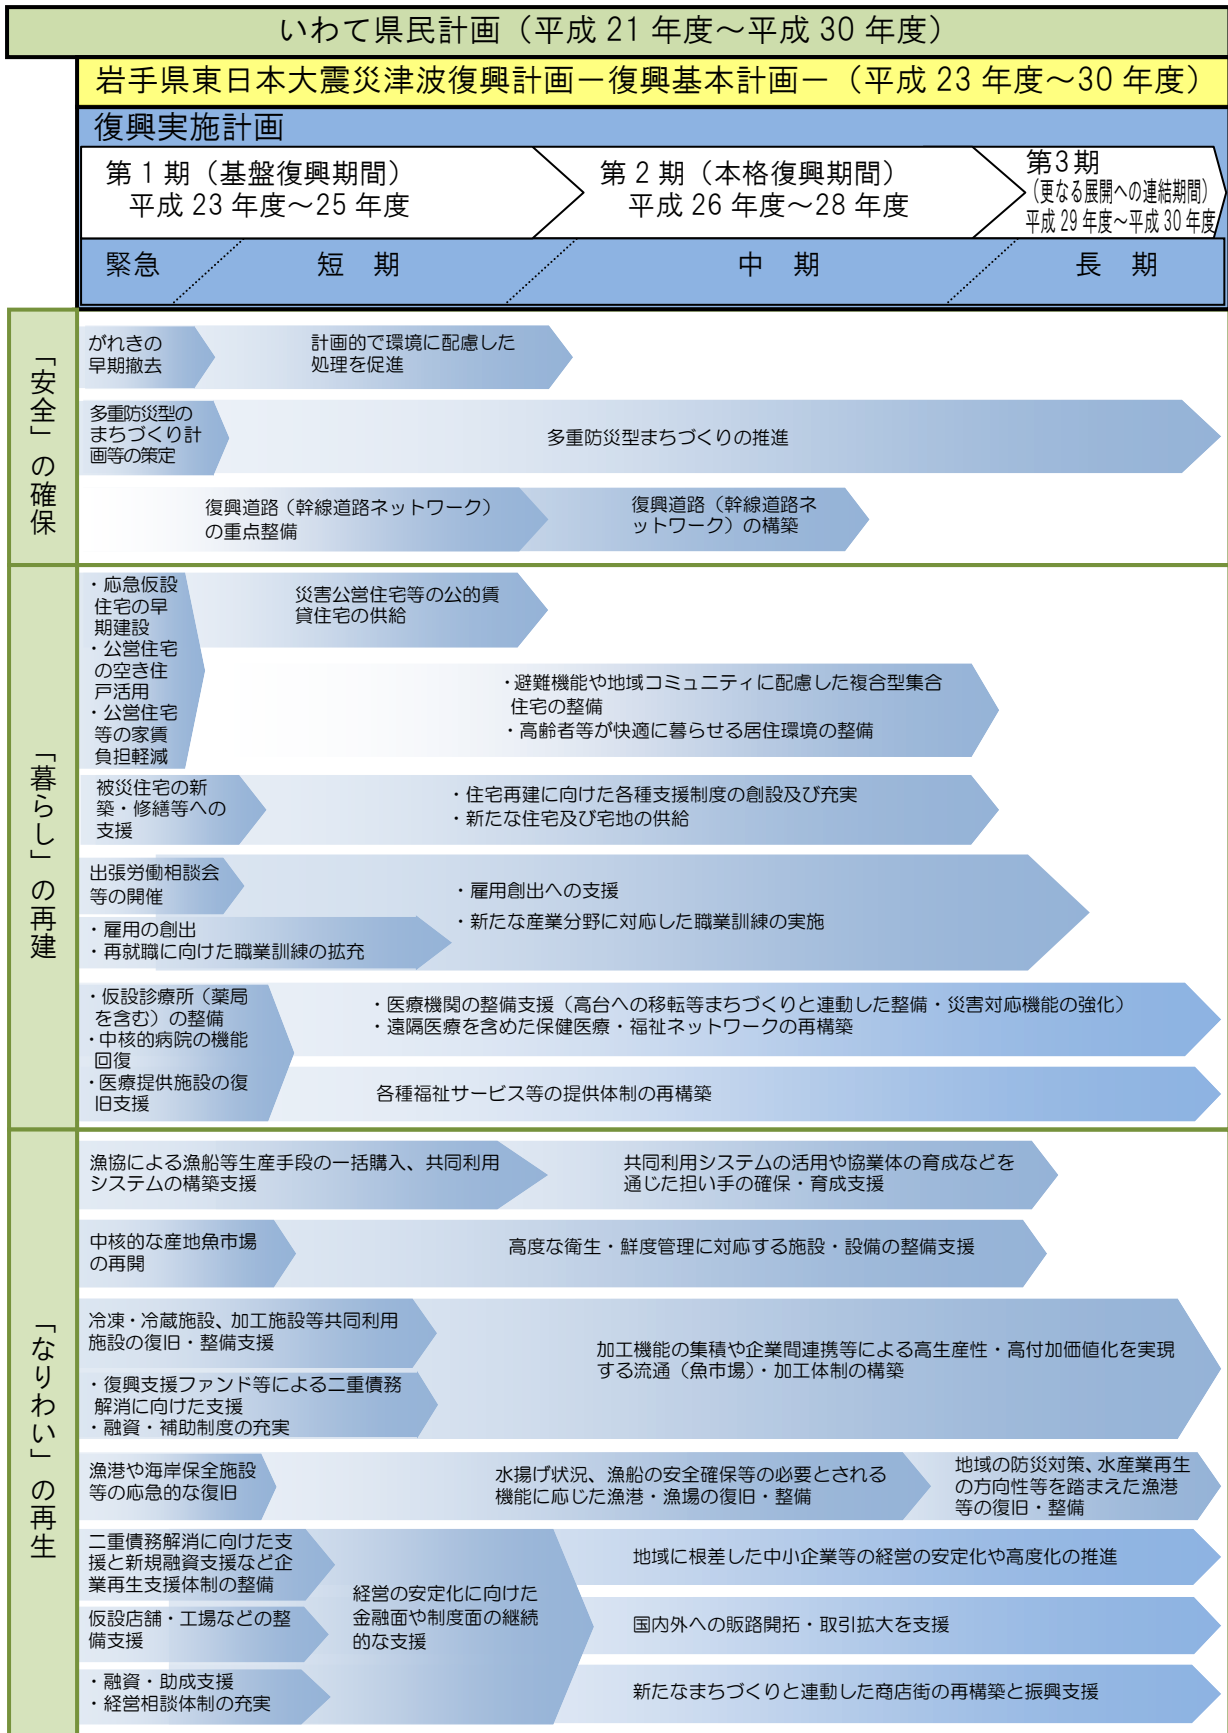 いわて県民計画（平成 21 年度～平成 30 年度）
岩手県東日本大震災津波復興計画－復興基本計画－（平成 23 年度～30 年度）
復興実施計画
第１期（基盤復興期間）
平成 23 年度～25 年度
第２期（本格復興期間）
平成 26 年度～28 年度
第3期
（更なる展開への連結期間）
平成 29 年度～平成 30 年度
緊急
短　期
中　期
長　期
「安全」の確保
がれきの
早期撤去
計画的で環境に配慮した
処理を促進
多重防災型の
まちづくり計
画等の策定
多重防災型まちづくりの推進
復興道路（幹線道路ネットワーク）
の重点整備
復興道路（幹線道路ネ
ットワーク）の構築
「暮らし」の再建
・応急仮設
住宅の早
期建設
・公営住宅
の空き住
戸活用
・公営住宅
等の家賃
負担軽減
災害公営住宅等の公的賃
貸住宅の供給
・避難機能や地域コミュニティに配慮した複合型集合
住宅の整備
・高齢者等が快適に暮らせる居住環境の整備
被災住宅の新
築・修繕等への
支援
・住宅再建に向けた各種支援制度の創設及び充実
・新たな住宅及び宅地の供給
出張労働相談会
等の開催
・雇用の創出
・再就職に向けた職業訓練の拡充
・雇用創出への支援
・新たな産業分野に対応した職業訓練の実施
・仮設診療所（薬局
を含む）の整備
・中核的病院の機能
回復
・医療提供施設の復
旧支援
・医療機関の整備支援（高台への移転等まちづくりと連動した整備・災害対応機能の強化）
・遠隔医療を含めた保健医療・福祉ネットワークの再構築
各種福祉サービス等の提供体制の再構築
「なりわい」の再生
漁協による漁船等生産手段の一括購入、共同利用
システムの構築支援
共同利用システムの活用や協業体の育成などを
通じた担い手の確保・育成支援
中核的な産地魚市場
の再開
高度な衛生・鮮度管理に対応する施設・設備の整備支援
冷凍・冷蔵施設、加工施設等共同利用
施設の復旧・整備支援
・復興支援ファンド等による二重債務
解消に向けた支援
・融資・補助制度の充実
加工機能の集積や企業間連携等による高生産性・高付加価値化を実現
する流通（魚市場）・加工体制の構築
漁港や海岸保全施設
等の応急的な復旧
水揚げ状況、漁船の安全確保等の必要とされる
機能に応じた漁港・漁場の復旧・整備
地域の防災対策、水産業再生
の方向性等を踏まえた漁港
等の復旧・整備
二重債務解消に向けた支
援と新規融資支援など企
業再生支援体制の整備
仮設店舗・工場などの整
備支援
・融資・助成支援
・経営相談体制の充実
経営の安定化に向けた
金融面や制度面の継続
的な支援
地域に根差した中小企業等の経営の安定化や高度化の推進
国内外への販路開拓・取引拡大を支援
新たなまちづくりと連動した商店街の再構築と振興支援